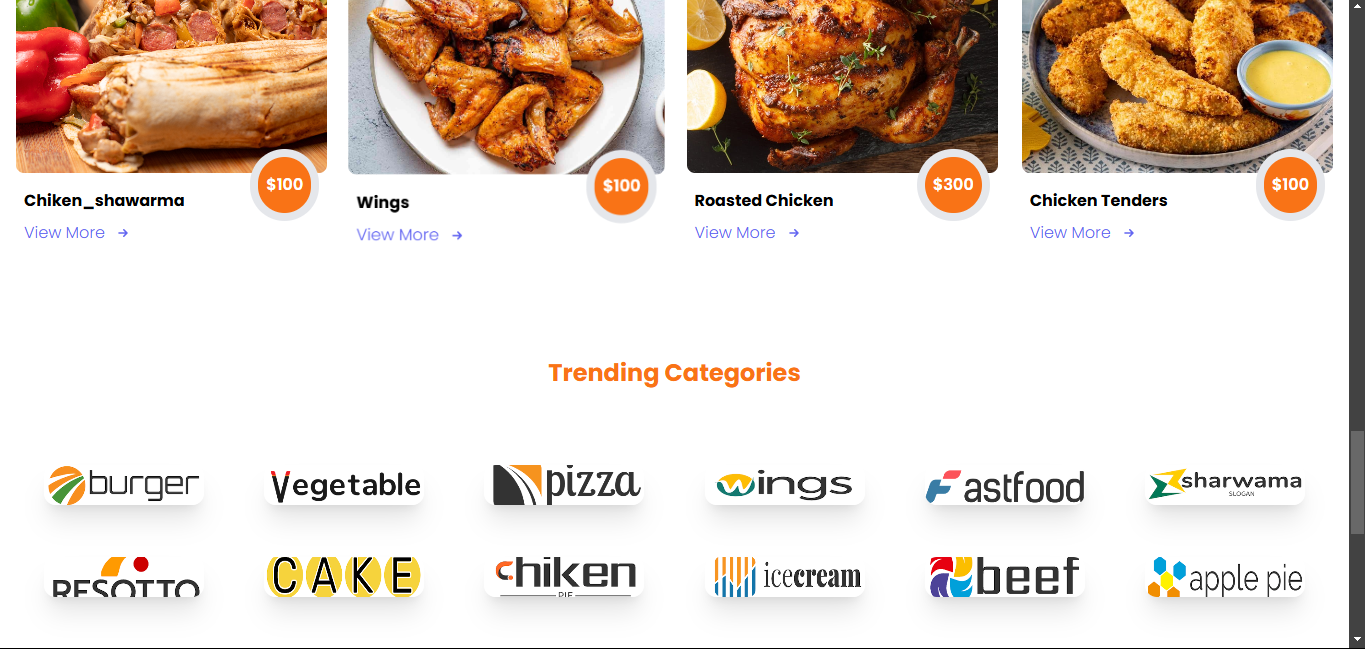 $100
$100
$300
$100
Chiken_shawarma
Wings
Roasted Chicken
Chicken Tenders
View More
View More
View More
View More
Trending Categories
burger
Vegetable
pizza
wings
Fastfood
sharwama
SLOGAN
RESOTTO
CAKE
chiken
PIE
icecream
beef
apple pie